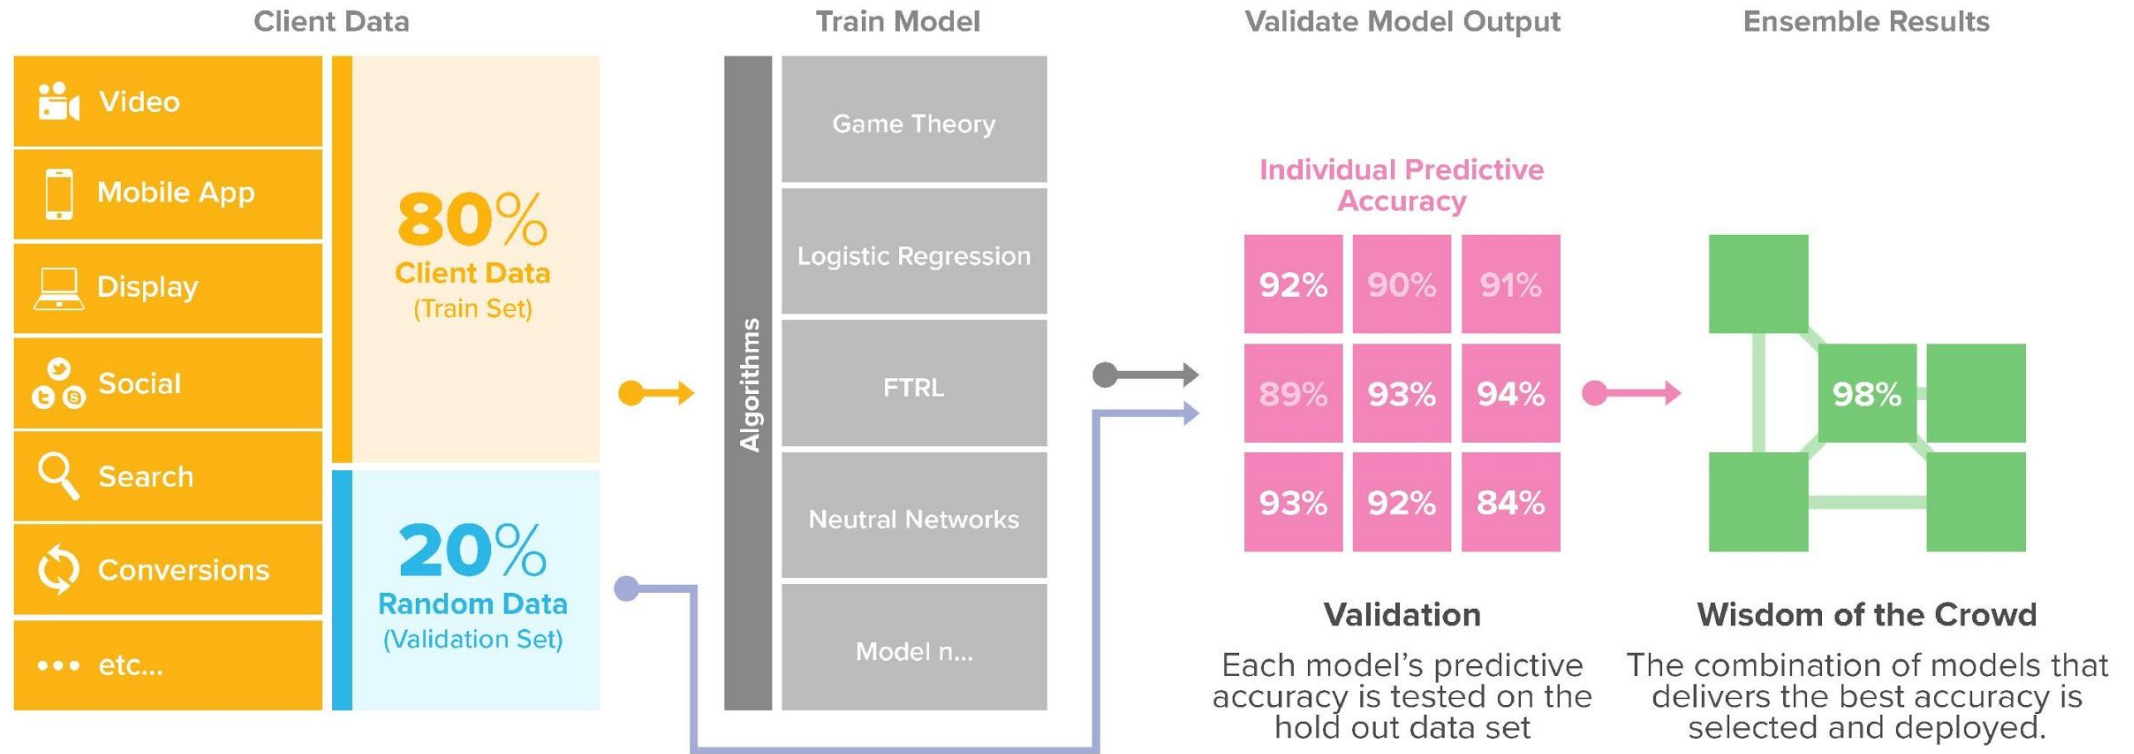 Client Data
Train Model
Validate Model Output
Ensemble Results
Video
Mobile App
Display
Social
Search
Conversions
etc...
80%
Client Data
(Train Set)
20%
Random Data
(Validation Set)
Algorithms
Game Theory
Logistic Regression
FTRL
Neutral Networks
Model n...
Individual Predictive
Accuracy
92% 90% 91%
89% 93% 94%
93% 92% 84%
Validation
Each model's predictive
accuracy is tested on the
hold out data set
98%
Wisdom of the Crowd
The combination of models that
delivers the best accuracy is
selected and deployed.